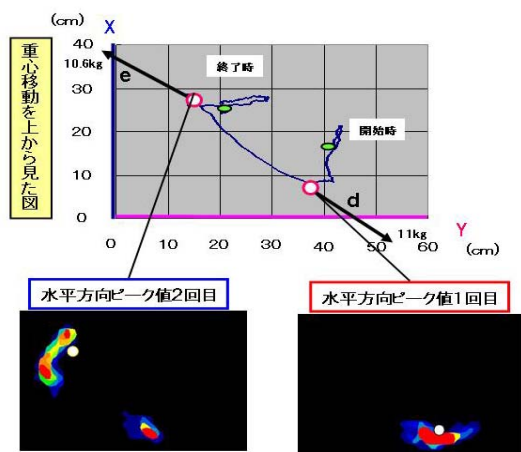 重心移動を上から見た図
(cm)
X
40
30
20
10
0
10.6kg
e
終了時
開始時
d
11kg
0
10
20
30
40
50
60
Y
(cm)
水平方向ピーク値2回目
水平方向ピーク値1回目